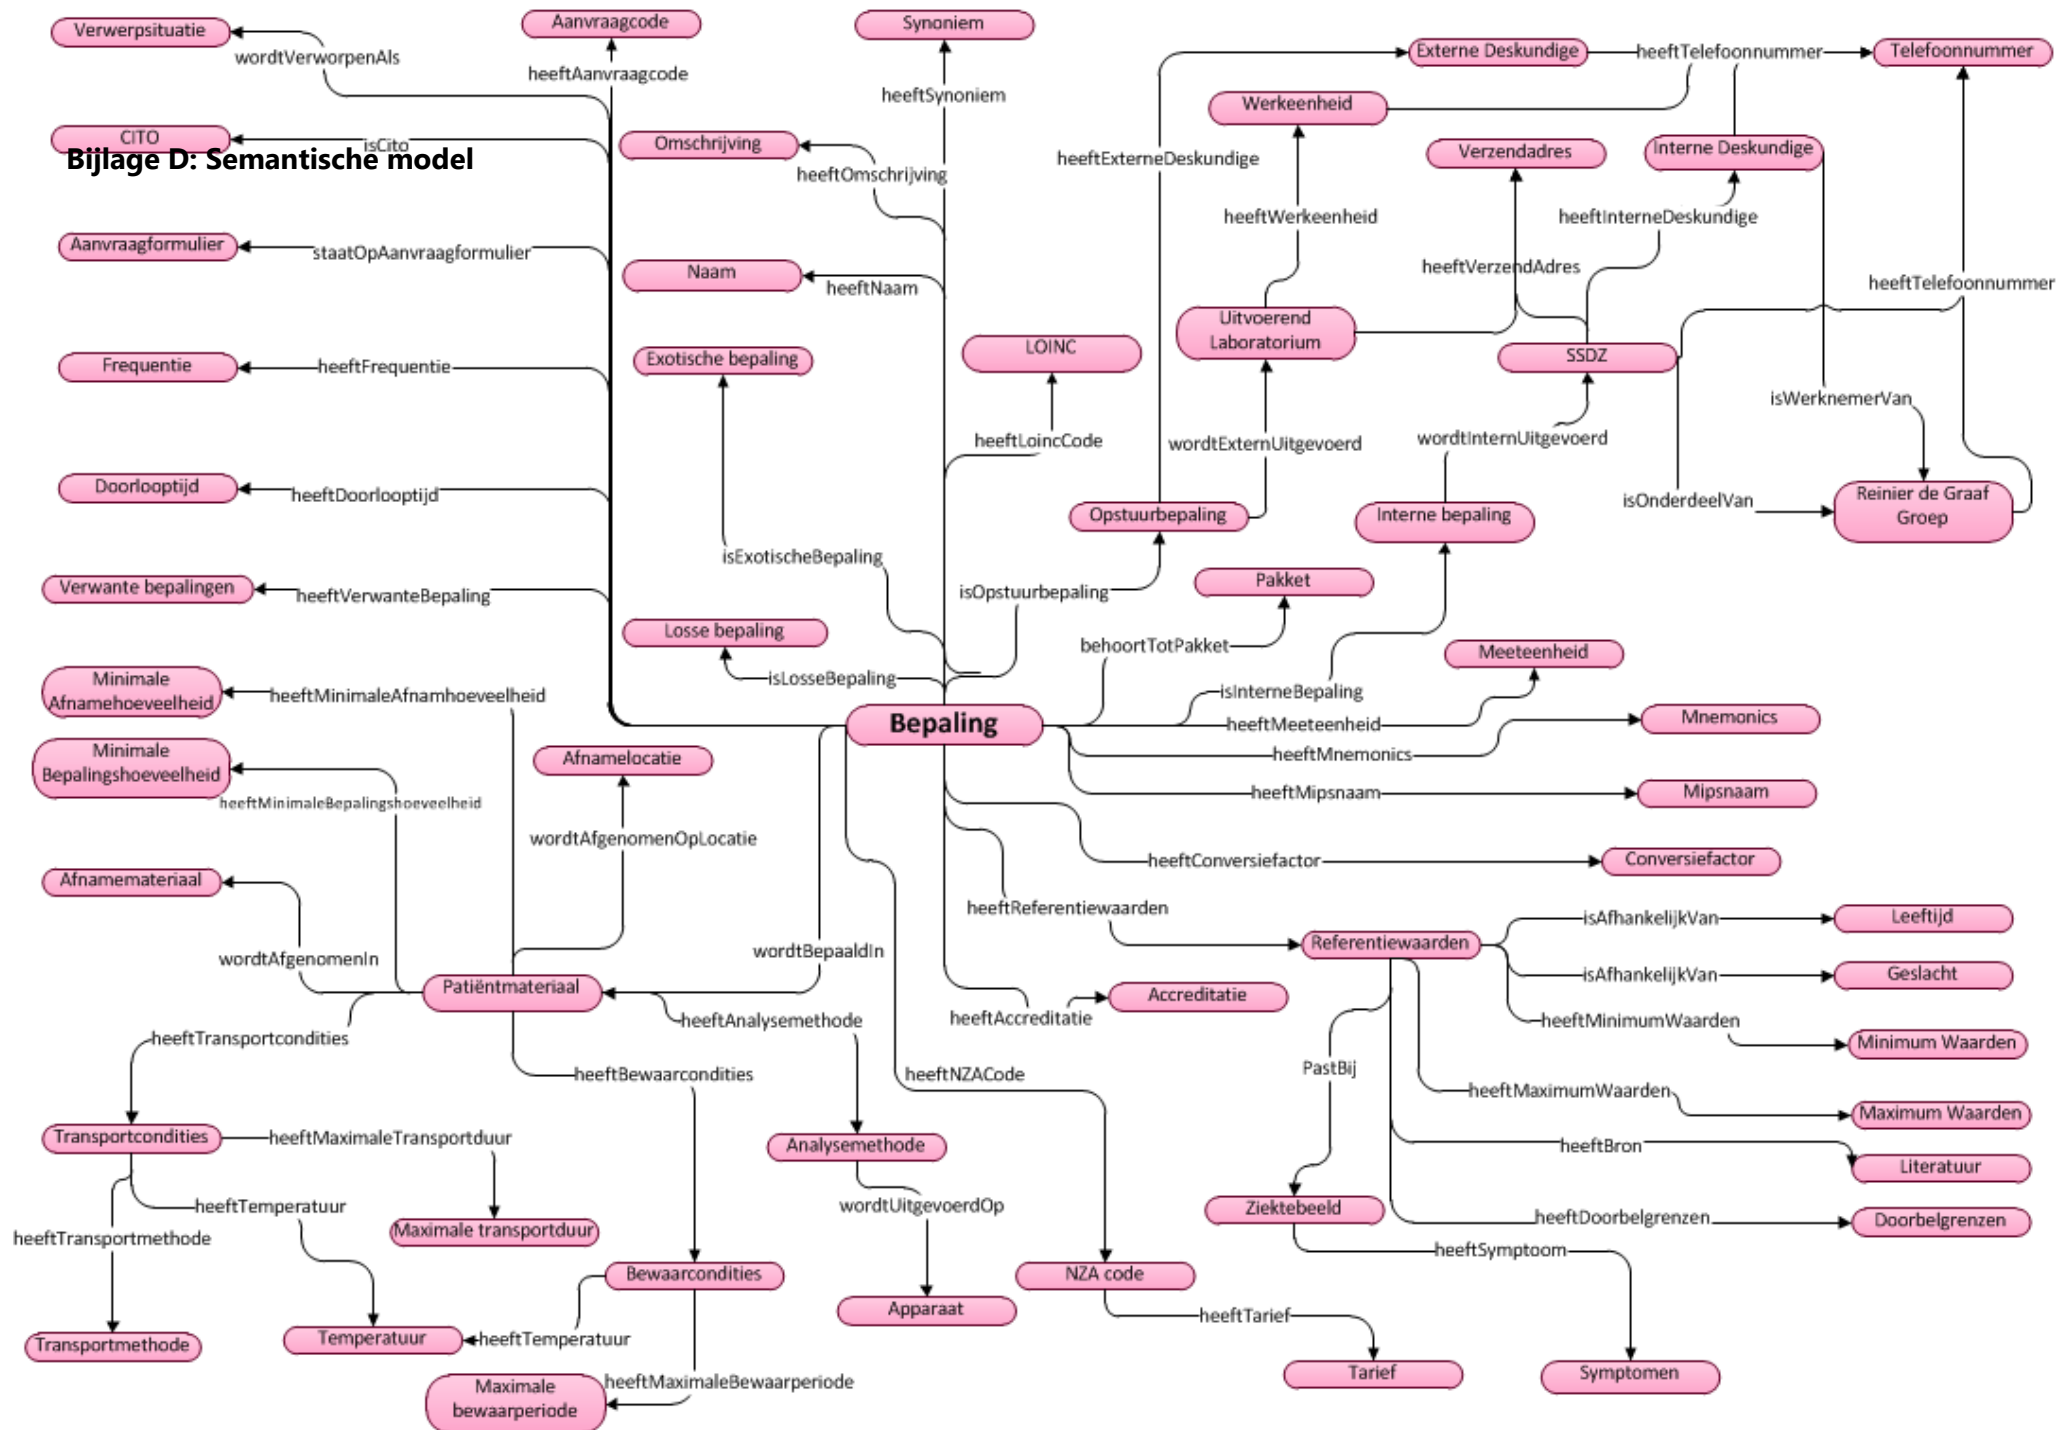 Verwerpsituatie
wordtVerworpenAls
Aanvraagcode
heeftAanvraagcode
Synoniem
heeftSynoniem
Externe Deskundige
heeftTelefoonnummer
Telefoonnummer
Werkeenheid
CITO
isCito
Bijlage D: Semantische model
Omschrijving
heeftOmschrijving
heeftExterneDeskundige
Verzendadres
Interne Deskundige
heeftWerkeenheid
heeftInterneDeskundige
Aanvraagformulier
staatOpAanvraagformulier
Naam
heeftNaam
heeftVerzendAdres
heeftTelefoonnummer
Uitvoerend
Laboratorium
SSDZ
Exotische bepaling
LOINC
Frequentie
heeftFrequentie
isWerknemerVan
heeftLoincCode
wordtExternUitgevoerd
wordtInternUitgevoerd
Doorlooptijd
heeftDoorlooptijd
isOnderdeelVan
Reinier de Graaf
Groep
Opstuurbepaling
Interne bepaling
isExotischeBepaling
Verwante bepalingen
heeftVerwanteBepaling
isOpstuurbepaling
Pakket
Losse bepaling
behoortTotPakket
Meeteenheid
isLosseBepaling
Minimale
Afnamehoeveelheid
heeftMinimaleAfnamhoeveelheid
isInterneBepaling
Bepaling
heeftMeeteenheid
Mnemonics
heeftMnemonics
Minimale
Bepalingshoeveelheid
heeftMinimaleBepalingshoeveelheid
Afnamelocatie
heeftMipsnaam
Mipsnaam
wordtAfgenomenOpLocatie
heeftConversiefactor
Conversiefactor
Afnamemateriaal
heeftReferentiewaarden
isAfhankelijkVan
Leeftijd
wordtAfgenomenIn
wordtBepaaldIn
Referentiewaarden
isAfhankelijkVan
Geslacht
Patiëntmateriaal
Accreditatie
heeftAccreditatie
heeftAnalysemethode
heeftMinimumWaarden
Minimum Waarden
heeftTransportcondities
heeftBewaarcondities
heeftNZACode
PastBij
heeftMaximumWaarden
Maximum Waarden
Transportcondities
heeftMaximaleTransportduur
Analysemethode
heeftBron
Literatuur
heeftTemperatuur
wordtUitgevoerdOp
Ziektebeeld
heeftDoorbelgrenzen
Doorbelgrenzen
heeftTransportmethode
Maximale transportduur
heeftSymptoom
Bewaarcondities
NZA code
Apparaat
heeftTarief
Transportmethode
Temperatuur
heeftTemperatuur
Tarief
Symptomen
heeftMaximaleBewaarperiode
Maximale
bewaarperiode